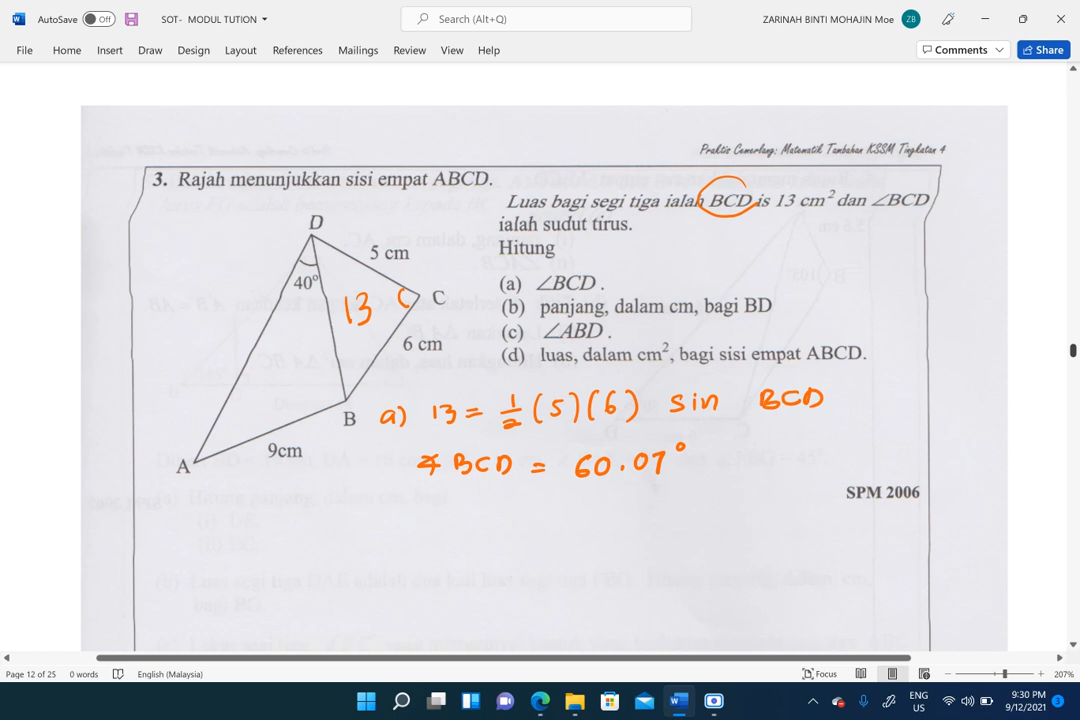 AutoSave Off SOT- MODUL TUTION Search (Alt+Q) ZARINAH BINTI MOHAJIN Moe ZB
File Home Insert Draw Design Layout References Mailings Review View Help Comments Share
Praktis Cemerlang: Matematik Tambahan KSSM Tingkatan 4
3. Rajah menunjukkan sisi empat ABCD.
Luas bagi segi tiga ialah BCD is 13 cm² dan ∠BCD
ialah sudut tirus.
Hitung
(a) ∠BCD .
(b) panjang, dalam cm, bagi BD
(c) ∠ABD .
(d) luas, dalam cm², bagi sisi empat ABCD.
D
5 cm
40°
C
13
6 cm
B
9cm
A
a) 13 = 1/2 (5)(6) sin BCD
∡ BCD = 60.07°
SPM 2006
Page 12 of 25 0 words English (Malaysia) Focus 207%
ENG
US
9:30 PM
9/12/2021
3